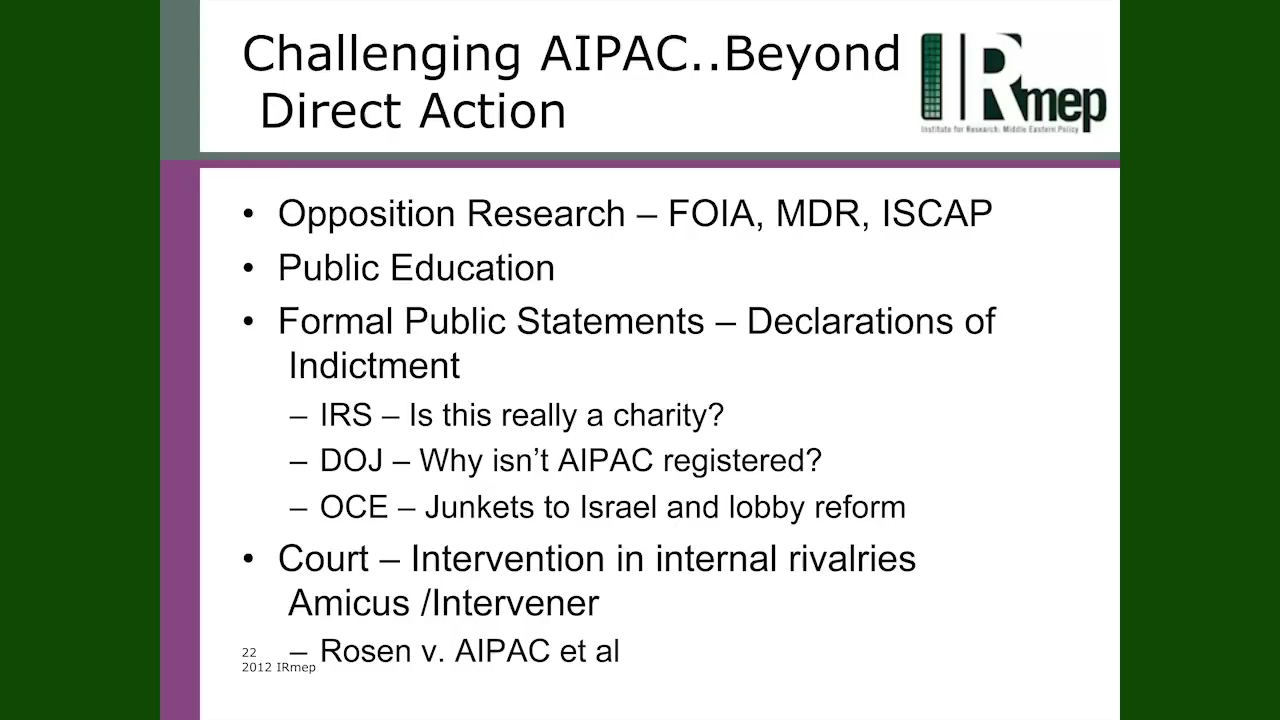 Challenging AIPAC..Beyond
Direct Action
IRmep
Institute for Research: Middle Eastern Policy
• Opposition Research – FOIA, MDR, ISCAP
• Public Education
• Formal Public Statements – Declarations of
Indictment
– IRS – Is this really a charity?
– DOJ – Why isn’t AIPAC registered?
– OCE – Junkets to Israel and lobby reform
• Court – Intervention in internal rivalries
Amicus /Intervener
– Rosen v. AIPAC et al
22
2012 IRmep